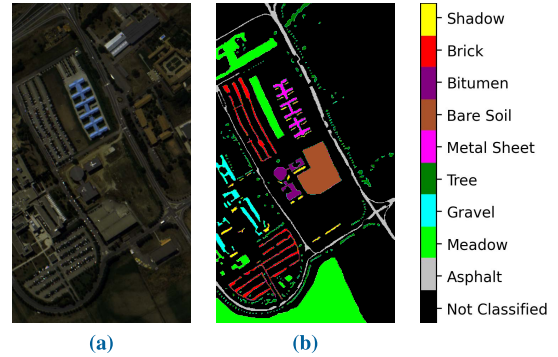 Shadow
Brick
Bitumen
Bare Soil
Metal Sheet
Tree
Gravel
Meadow
Asphalt
Not Classified
(a)
(b)